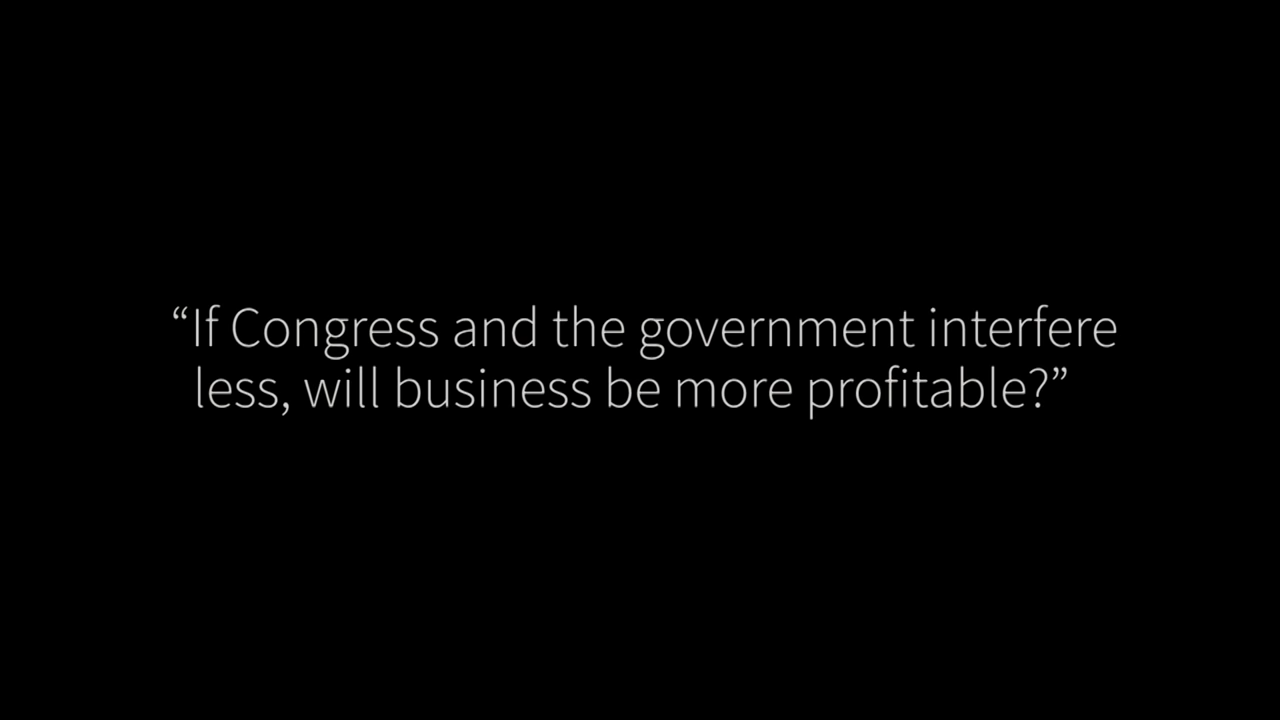 “If Congress and the government interfere
less, will business be more profitable?”